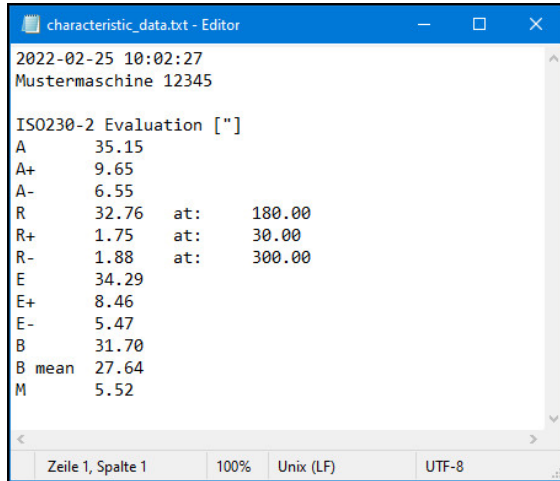 characteristic_data.txt - Editor
2022-02-25 10:02:27
Mustermaschine 12345
ISO230-2 Evaluation ["]
A 35.15
A+ 9.65
A- 6.55
R 32.76 at: 180.00
R+ 1.75 at: 30.00
R- 1.88 at: 300.00
E 34.29
E+ 8.46
E- 5.47
B 31.70
B mean 27.64
M 5.52
Zeile 1, Spalte 1 100% Unix (LF) UTF-8